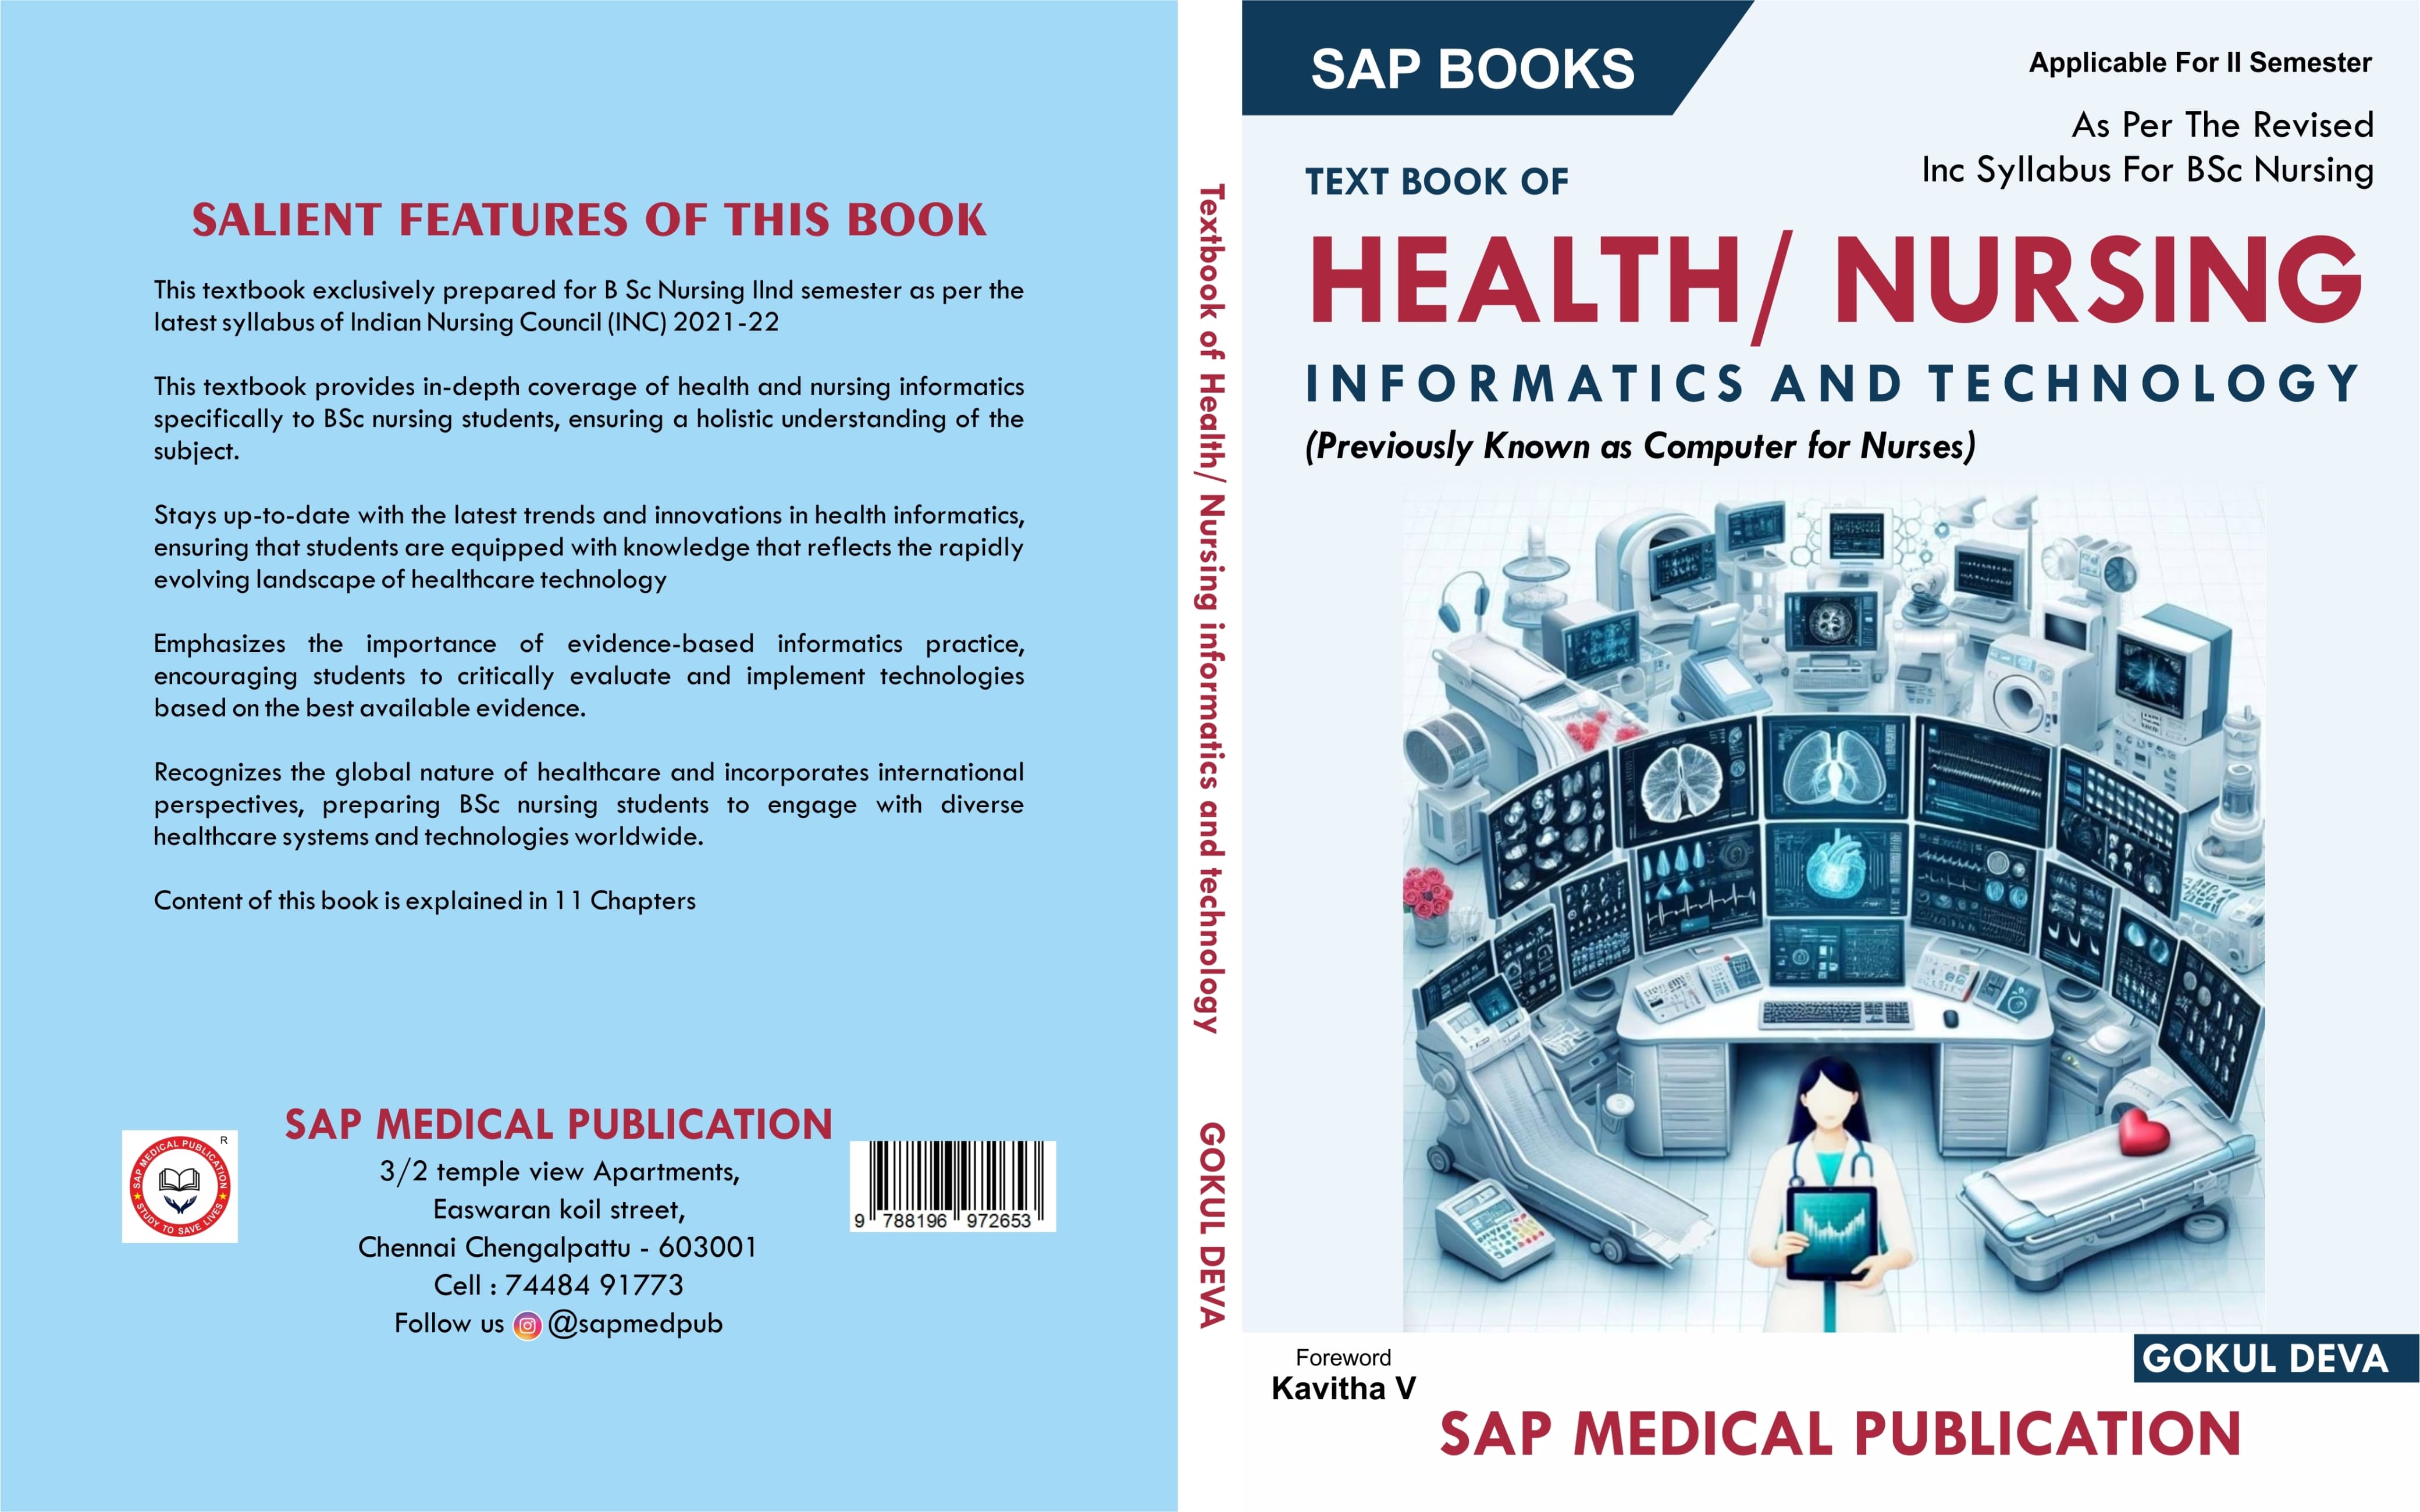 SALIENT FEATURES OF THIS BOOK
This textbook exclusively prepared for B Sc Nursing IInd semester as per the
latest syllabus of Indian Nursing Council (INC) 2021-22
This textbook provides in-depth coverage of health and nursing informatics
specifically to BSc nursing students, ensuring a holistic understanding of the
subject.
Stays up-to-date with the latest trends and innovations in health informatics,
ensuring that students are equipped with knowledge that reflects the rapidly
evolving landscape of healthcare technology
Emphasizes the importance of evidence-based informatics practice,
encouraging students to critically evaluate and implement technologies
based on the best available evidence.
Recognizes the global nature of healthcare and incorporates international
perspectives, preparing BSc nursing students to engage with diverse
healthcare systems and technologies worldwide.
Content of this book is explained in 11 Chapters
SAP MEDICAL PUBLICATION
R
STUDY TO SAVE LIVES
SAP MEDICAL PUBLICATION
3/2 temple view Apartments,
Easwaran koil street,
Chennai Chengalpattu - 603001
Cell : 74484 91773
Follow us @sapmedpub
9 788196 972653
Textbook of Health/ Nursing informatics and technology
GOKUL DEVA
SAP BOOKS
Applicable For II Semester
As Per The Revised
Inc Syllabus For BSc Nursing
TEXT BOOK OF
HEALTH/ NURSING
INFORMATICS AND TECHNOLOGY
(Previously Known as Computer for Nurses)
Foreword
Kavitha V
GOKUL DEVA
SAP MEDICAL PUBLICATION